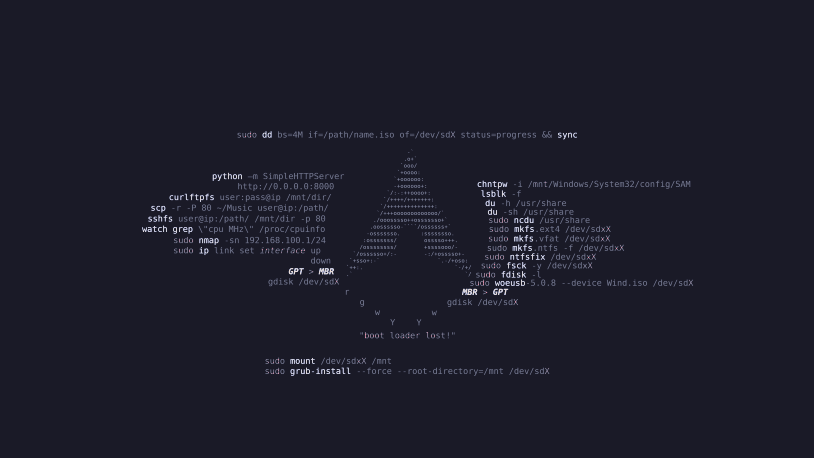 sudo dd bs=4M if=/path/name.iso of=/dev/sdX status=progress && sync
python -m SimpleHTTPServer
http://0.0.0.0:8000
curlftpfs user:pass@ip /mnt/dir/
scp -r -P 80 ~/Music user@ip:/path/
sshfs user@ip:/path/ /mnt/dir -p 80
watch grep \"cpu MHz\" /proc/cpuinfo
sudo nmap -sn 192.168.100.1/24
sudo ip link set interface up
down
GPT > MBR
gdisk /dev/sdX
r
g
w
Y
chntpw -i /mnt/Windows/System32/config/SAM
lsblk -f
du -h /usr/share
du -sh /usr/share
sudo ncdu /usr/share
sudo mkfs.ext4 /dev/sdxX
sudo mkfs.vfat /dev/sdxX
sudo mkfs.ntfs -f /dev/sdxX
sudo ntfsfix /dev/sdxX
sudo fsck -y /dev/sdxX
sudo fdisk -l
sudo woeusb-5.0.8 --device Wind.iso /dev/sdX
MBR > GPT
gdisk /dev/sdX
w
Y
"boot loader lost!"
sudo mount /dev/sdxX /mnt
sudo grub-install --force --root-directory=/mnt /dev/sdX